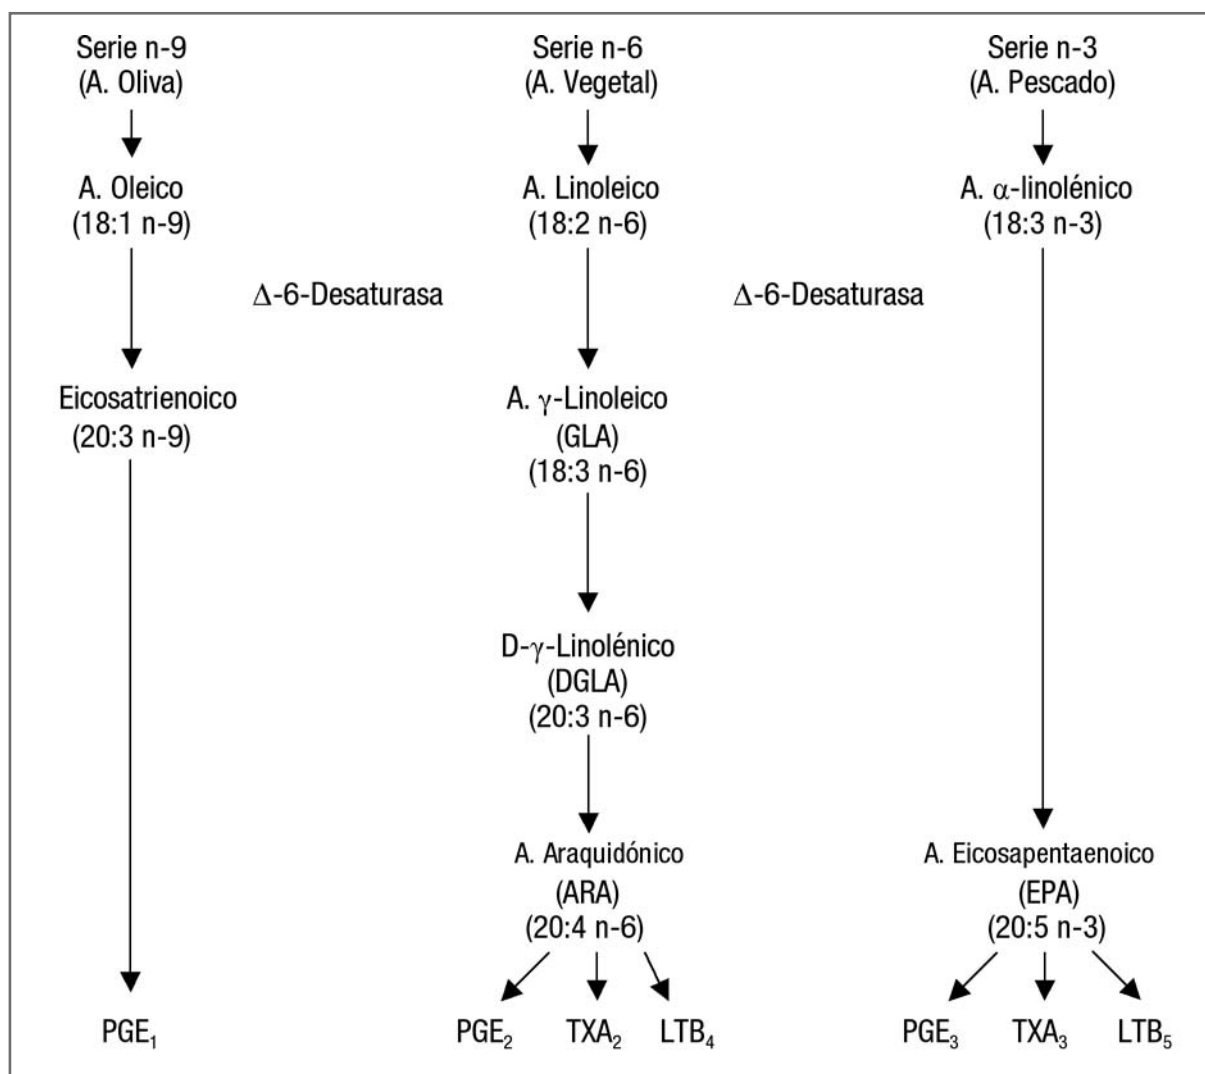 Serie n-9
(A. Oliva)
Serie n-6
(A. Vegetal)
Serie n-3
(A. Pescado)
A. Oleico
(18:1 n-9)
A. Linoleico
(18:2 n-6)
A. α-linolénico
(18:3 n-3)
Δ-6-Desaturasa
Δ-6-Desaturasa
Eicosatrienoico
(20:3 n-9)
A. γ-Linoleico
(GLA)
(18:3 n-6)
D-γ-Linolénico
(DGLA)
(20:3 n-6)
A. Araquidónico
(ARA)
(20:4 n-6)
A. Eicosapentaenoico
(EPA)
(20:5 n-3)
PGE₁
PGE₂
TXA₂
LTB₄
PGE₃
TXA₃
LTB₅